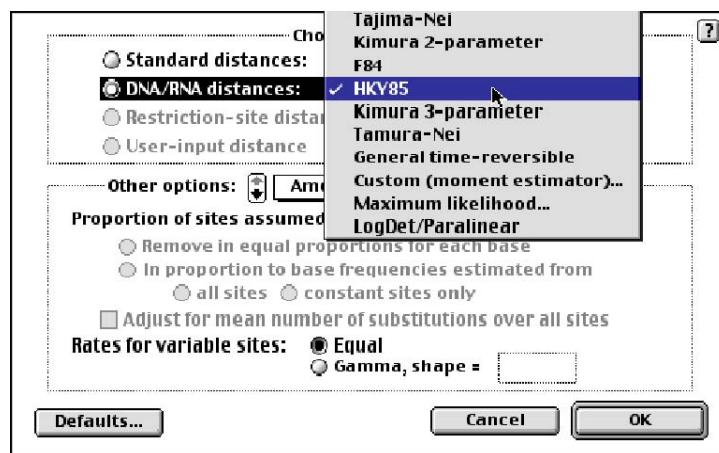 Cho
Tajima-Nei
Kimura 2-parameter
F84
✓ HKY85
Kimura 3-parameter
Tamura-Nei
General time-reversible
Custom (moment estimator)...
Maximum likelihood...
LogDet/Paralinear
?
Standard distances:
DNA/RNA distances:
Restriction-site dista
User-input distance
Other options: Amo
Proportion of sites assumed
Remove in equal proportions for each base
In proportion to base frequencies estimated from
all sites constant sites only
Adjust for mean number of substitutions over all sites
Rates for variable sites: Equal
Gamma, shape =
Defaults... Cancel OK